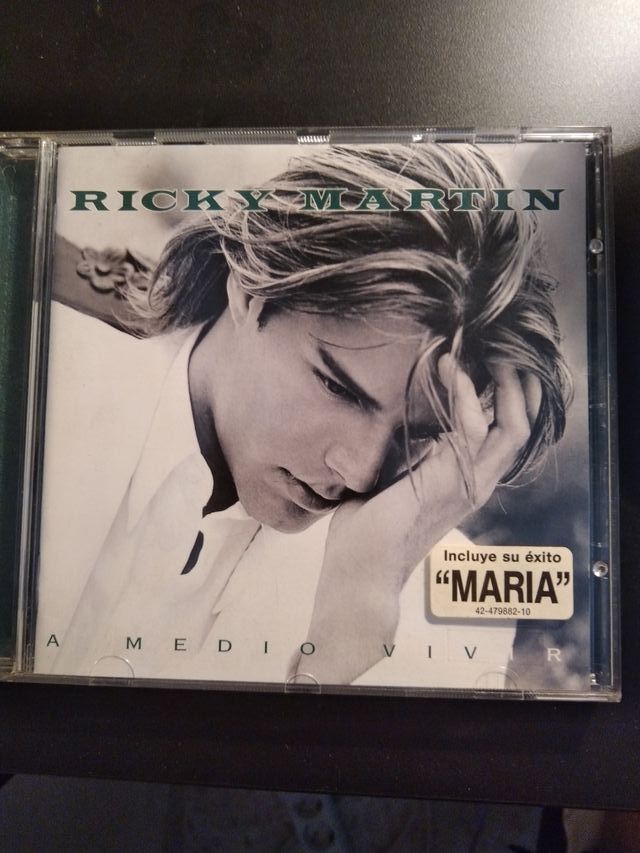 RICKY MARTIN
Incluye su éxito
“MARIA”
42-479882-10
A MEDIO VIVIR